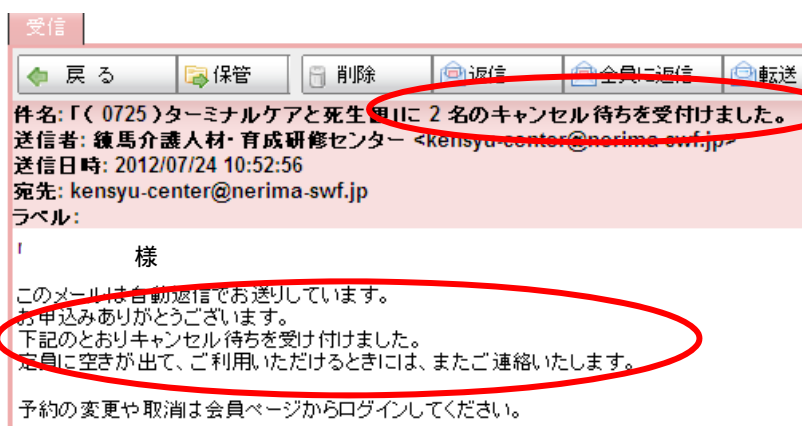 受信
戻る 保管 削除 返信 全員に返信 転送
件名:「( 0725 )ターミナルケアと死生観」に 2 名のキャンセル待ちを受付けました。
送信者: 練馬介護人材・育成研修センター <kensyu-center@nerima-swf.jp>
送信日時: 2012/07/24 10:52:56
宛先: kensyu-center@nerima-swf.jp
ラベル:
様
このメールは自動返信でお送りしています。
お申込みありがとうございます。
下記のとおりキャンセル待ちを受け付けました。
定員に空きが出て、ご利用いただけるときには、またご連絡いたします。
予約の変更や取消は会員ページからログインしてください。